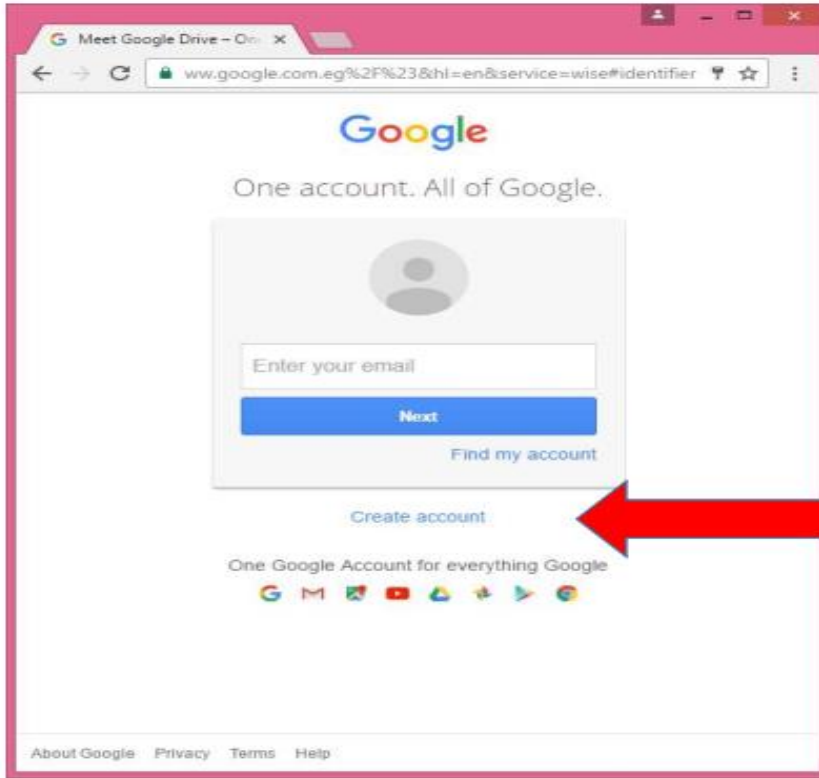 Meet Google Drive – On
ww.google.com.eg%2F%23&hl=en&service=wise#identifier
Google
One account. All of Google.
Enter your email
Next
Find my account
Create account
One Google Account for everything Google
About Google Privacy Terms Help